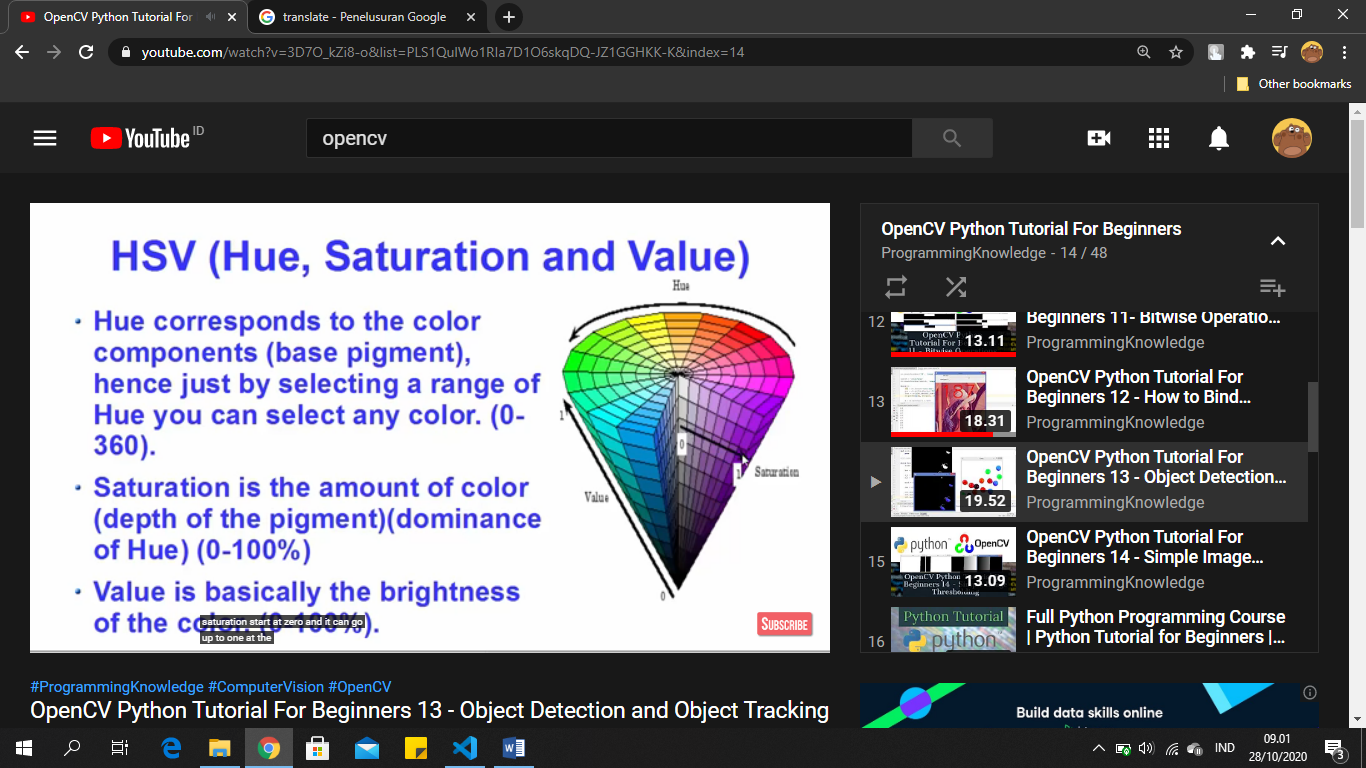 OpenCV Python Tutorial For
translate - Penelusuran Google
youtube.com/watch?v=3D7O_kZi8-o&list=PLS1QulWo1RIa7D1O6skqDQ-JZ1GGHKK-K&index=14
Other bookmarks
YouTube ID
opencv
HSV (Hue, Saturation and Value)
• Hue corresponds to the color
components (base pigment),
hence just by selecting a range of
Hue you can select any color. (0-
360).
• Saturation is the amount of color
(depth of the pigment)(dominance
of Hue) (0-100%)
• Value is basically the brightness
of the color. (0-100%).
saturation start at zero and it can go
up to one at the
Hue
1
0
1
Saturation
Value
0
SUBSCRIBE
OpenCV Python Tutorial For Beginners
ProgrammingKnowledge - 14 / 48
12
13.11
Beginners 11- Bitwise Operatio...
ProgrammingKnowledge
13
18.31
OpenCV Python Tutorial For
Beginners 12 - How to Bind...
ProgrammingKnowledge
19.52
OpenCV Python Tutorial For
Beginners 13 - Object Detection...
ProgrammingKnowledge
15
python
OpenCV
OpenCV Python
Tutorial For
Beginners 14 - Simple
Thresholding
13.09
OpenCV Python Tutorial For
Beginners 14 - Simple Image...
ProgrammingKnowledge
16
Python Tutorial
python
Full Python Programming Course
| Python Tutorial for Beginners |...
#ProgrammingKnowledge #ComputerVision #OpenCV
OpenCV Python Tutorial For Beginners 13 - Object Detection and Object Tracking
Build data skills online
IND
09.01
28/10/2020
3